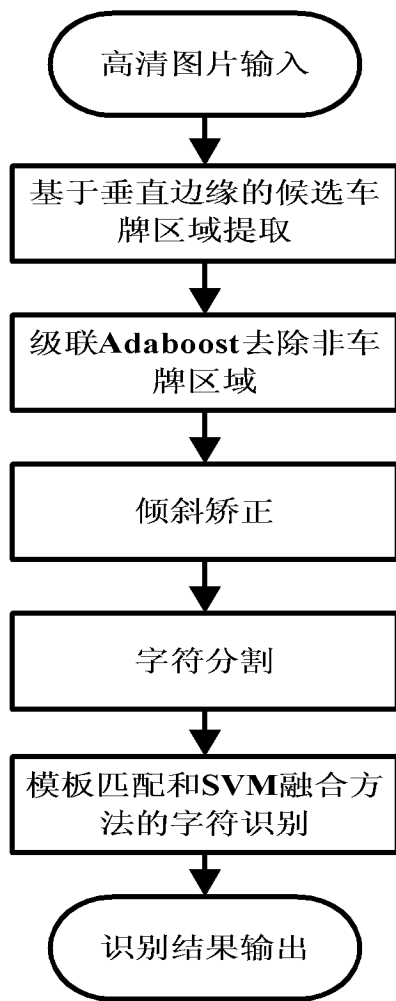 高清图片输入
基于垂直边缘的候选车
牌区域提取
级联Adaboost去除非车
牌区域
倾斜矫正
字符分割
模板匹配和SVM融合方
法的字符识别
识别结果输出